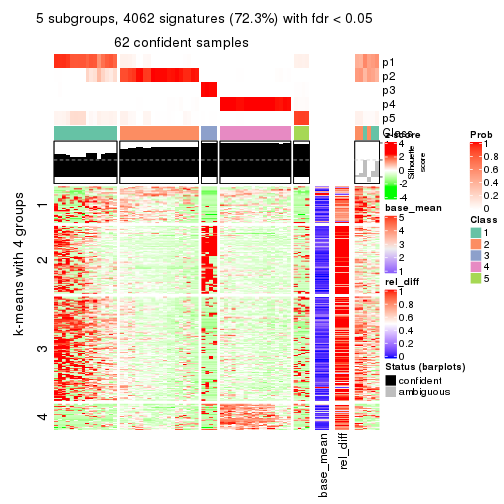 5 subgroups, 4062 signatures (72.3%) with fdr < 0.05
62 confident samples
p1
p2
p3
p4
p5
Class
z-score
4
2
0
-2
-4
Silhouette
score
base_mean
5
4
3
2
1
rel_diff
1
0.8
0.6
0.4
0.2
0
Status (barplots)
confident
ambiguous
Prob
1
0.8
0.6
0.4
0.2
0
Class
1
2
3
4
5
k-means with 4 groups
1
2
3
4
base_mean
rel_diff